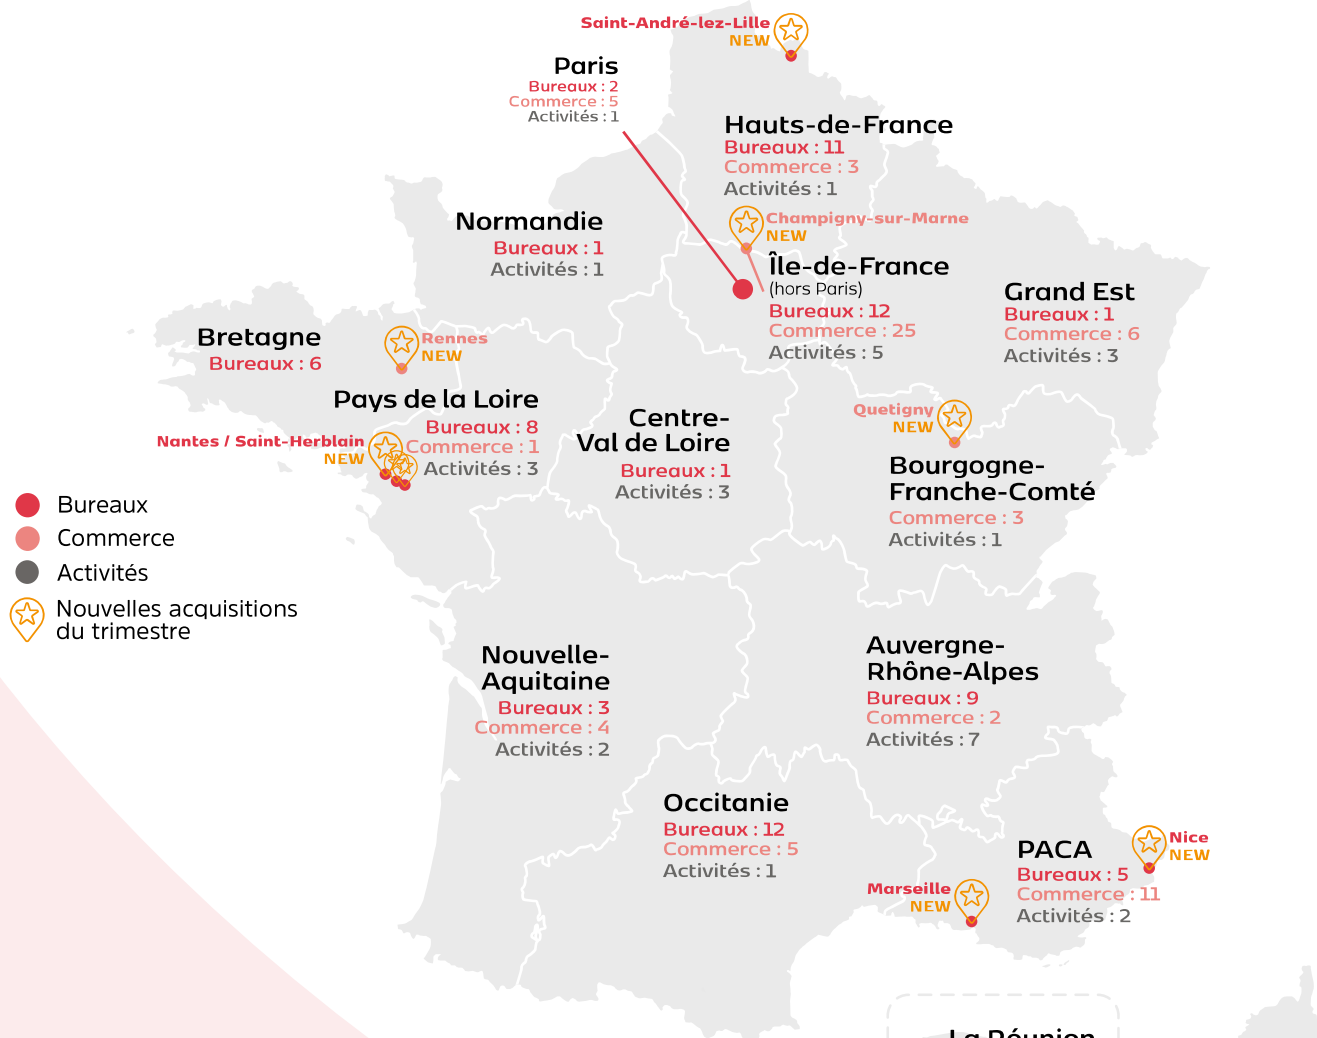 Saint-André-lez-Lille
NEW
Paris
Bureaux : 2
Commerce : 5
Activités : 1
Hauts-de-France
Bureaux : 11
Commerce : 3
Activités : 1
Normandie
Bureaux : 1
Activités : 1
Champigny-sur-Marne
NEW
Île-de-France
(hors Paris)
Bureaux : 12
Commerce : 25
Activités : 5
Grand Est
Bureaux : 1
Commerce : 6
Activités : 3
Bretagne
Bureaux : 6
Rennes
NEW
Pays de la Loire
Bureaux : 8
Commerce : 1
Activités : 3
Nantes / Saint-Herblain
NEW
Centre-
Val de Loire
Bureaux : 1
Activités : 3
Quetigny
NEW
Bourgogne-
Franche-Comté
Commerce : 3
Activités : 1
Bureaux
Commerce
Activités
Nouvelles acquisitions
du trimestre
Nouvelle-
Aquitaine
Bureaux : 3
Commerce : 4
Activités : 2
Auvergne-
Rhône-Alpes
Bureaux : 9
Commerce : 2
Activités : 7
Occitanie
Bureaux : 12
Commerce : 5
Activités : 1
PACA
Bureaux : 5
Commerce : 11
Activités : 2
Nice
NEW
Marseille
NEW
La Réunion